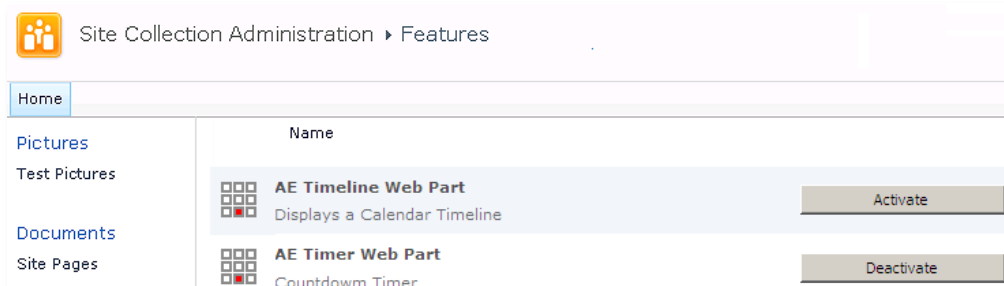 Site Collection Administration ▸ Features
Home
Pictures
Test Pictures
Documents
Site Pages
Name
AE Timeline Web Part
Displays a Calendar Timeline
Activate
AE Timer Web Part
Countdowm Timer
Deactivate